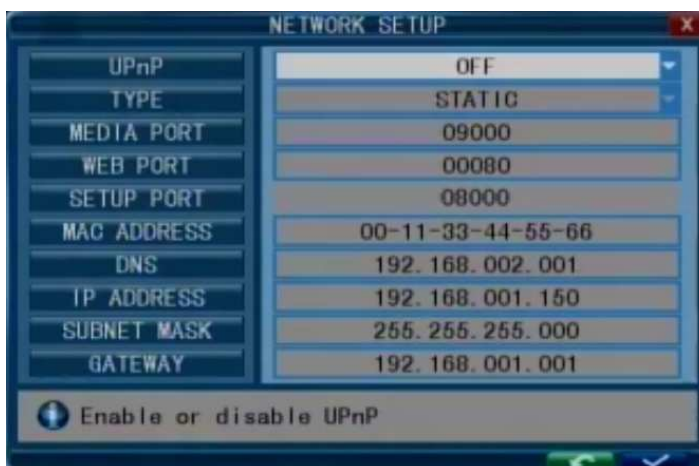 NETWORK SETUP X
UPnP OFF
TYPE STATIC
MEDIA PORT 09000
WEB PORT 00080
SETUP PORT 08000
MAC ADDRESS 00-11-33-44-55-66
DNS 192.168.002.001
IP ADDRESS 192.168.001.150
SUBNET MASK 255.255.255.000
GATEWAY 192.168.001.001
Enable or disable UPnP